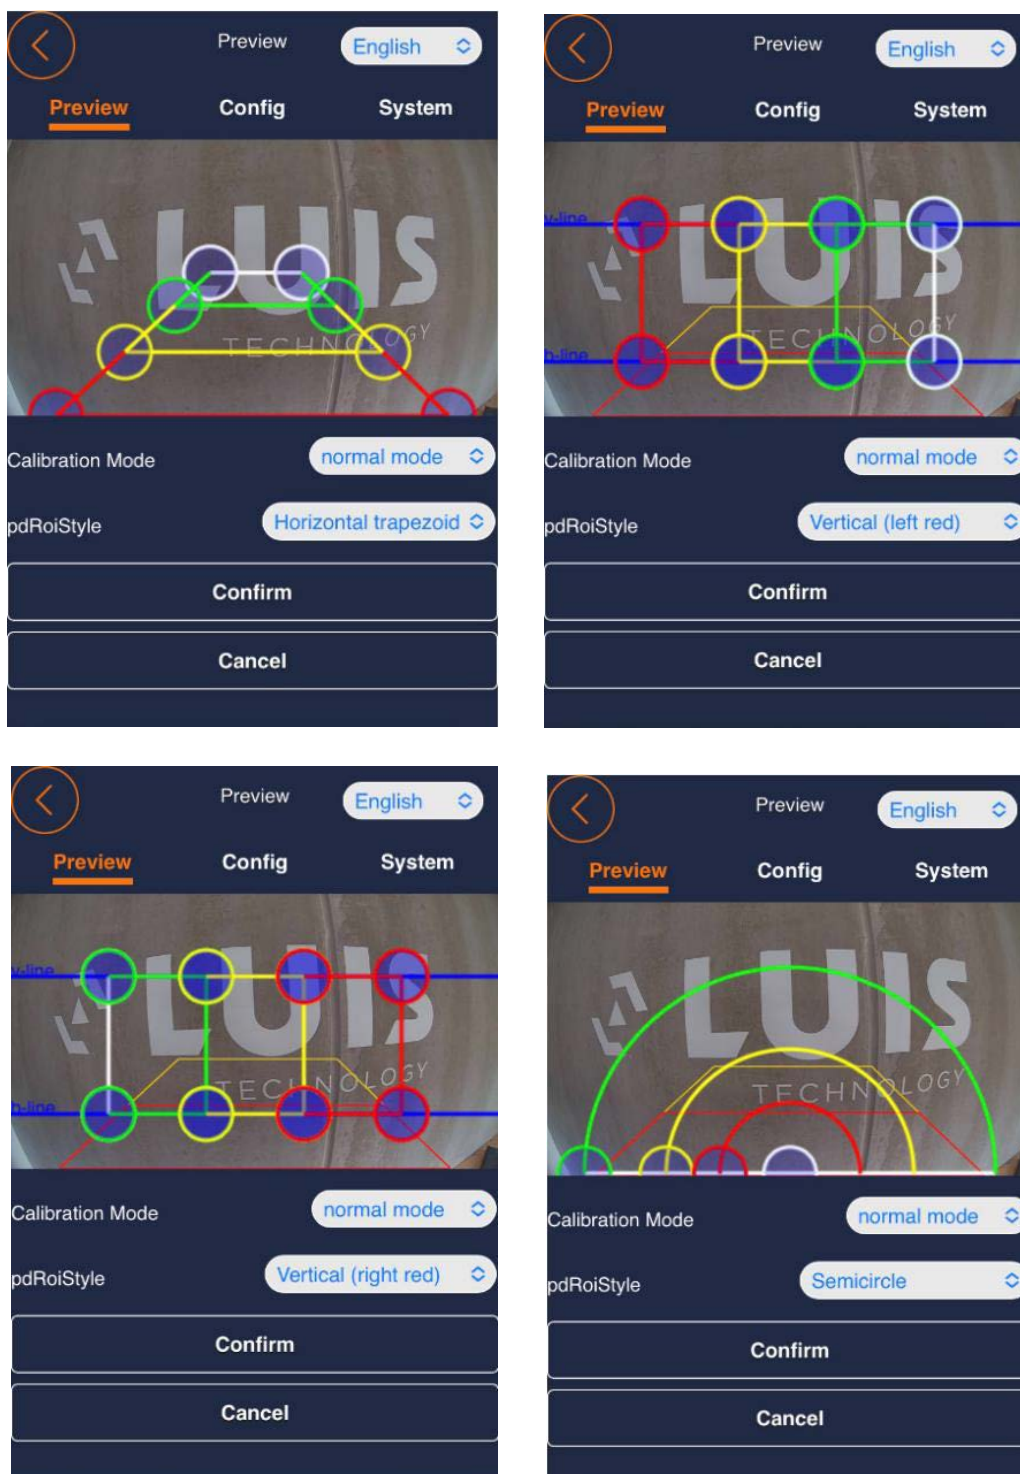 Preview
English
Preview Config System
LUIS
TECHNOLOGY
Calibration Mode normal mode
pdRoiStyle Horizontal trapezoid
Confirm
Cancel
Preview
English
Preview Config System
v-line
LUIS
TECHNOLOGY
h-line
Calibration Mode normal mode
pdRoiStyle Vertical (left red)
Confirm
Cancel
Preview
English
Preview Config System
v-line
LUIS
TECHNOLOGY
h-line
Calibration Mode normal mode
pdRoiStyle Vertical (right red)
Confirm
Cancel
Preview
English
Preview Config System
LUIS
TECHNOLOGY
Calibration Mode normal mode
pdRoiStyle Semicircle
Confirm
Cancel